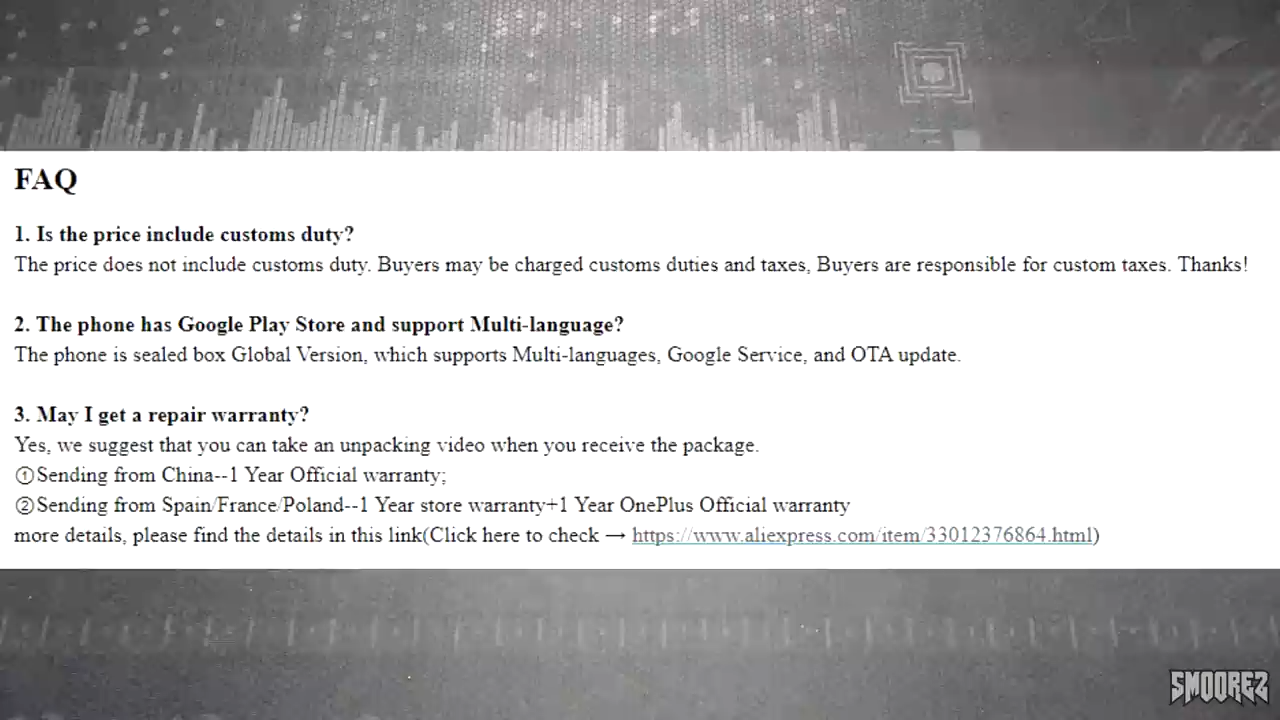 FAQ
1. Is the price include customs duty?
The price does not include customs duty. Buyers may be charged customs duties and taxes, Buyers are responsible for custom taxes. Thanks!
2. The phone has Google Play Store and support Multi-language?
The phone is sealed box Global Version, which supports Multi-languages, Google Service, and OTA update.
3. May I get a repair warranty?
Yes, we suggest that you can take an unpacking video when you receive the package.
①Sending from China--1 Year Official warranty;
②Sending from Spain/France/Poland--1 Year store warranty+1 Year OnePlus Official warranty
more details, please find the details in this link(Click here to check → https://www.aliexpress.com/item/33012376864.html)
SMOOREZ